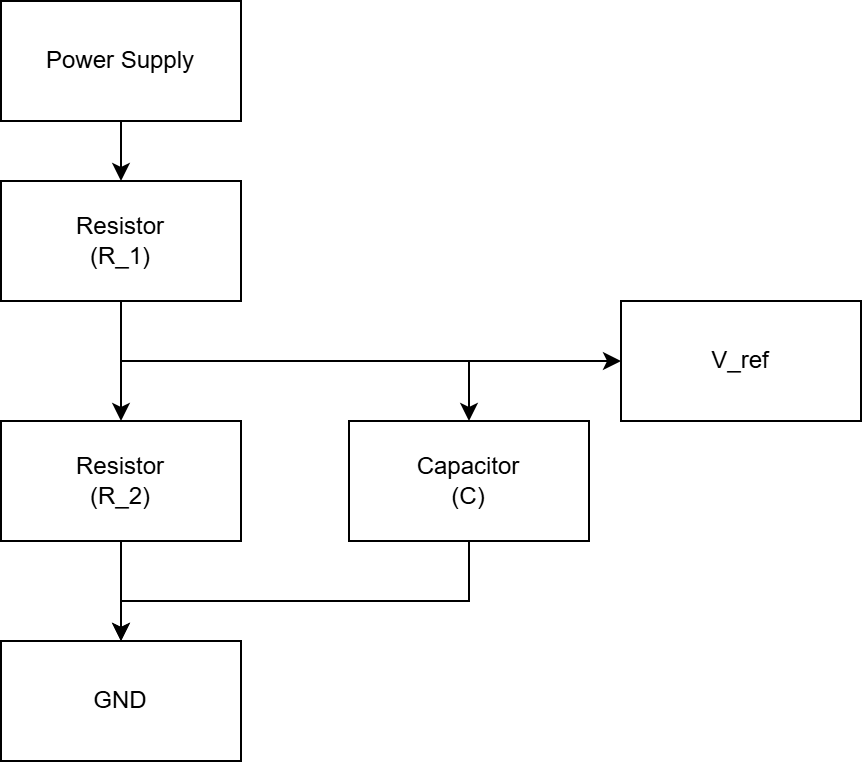 Power Supply
Resistor
(R_1)
V_ref
Resistor
(R_2)
Capacitor
(C)
GND